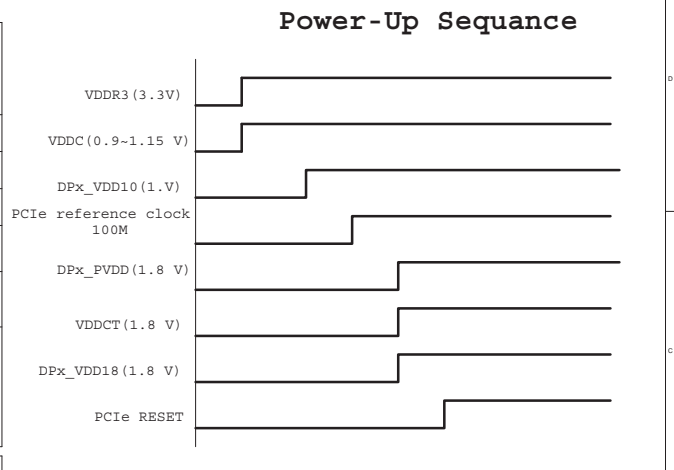 Power-Up Sequance
VDDR3(3.3V)
D
VDDC(0.9~1.15 V)
DPx_VDD10(1.V)
PCIe reference clock
100M
DPx_PVDD(1.8 V)
VDDCT(1.8 V)
C
DPx_VDD18(1.8 V)
PCIe RESET